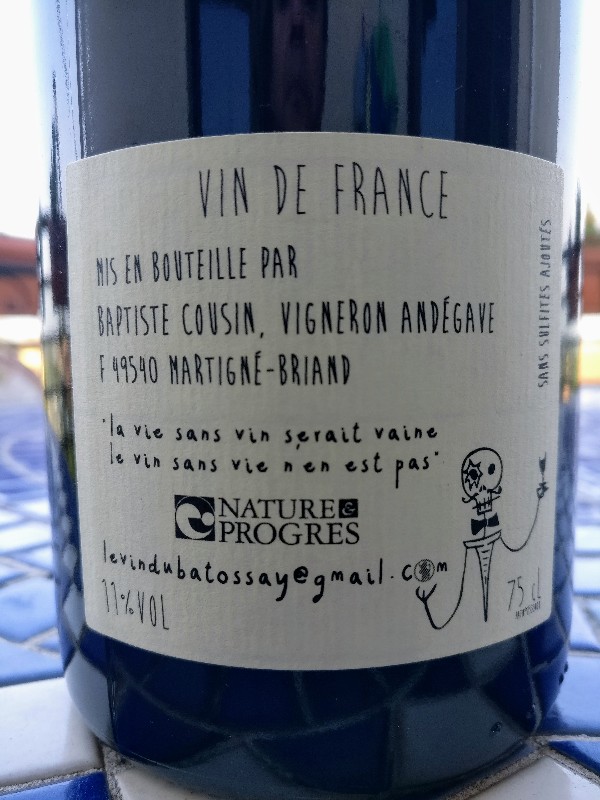 VIN DE FRANCE
MIS EN BOUTEILLE PAR
BAPTISTE COUSIN, VIGNERON ANDÉGAVE
F 49540 MARTIGNÉ-BRIAND
SANS SULFITES AJOUTÉS
"la vie sans vin serait vaine
le vin sans vie n'en est pas"
NATURE &
PROGRES
levindubatossay@gmail.com
11%VOL
75 cl